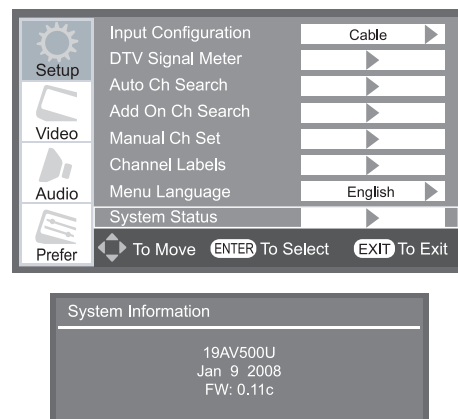 Input Configuration Cable
DTV Signal Meter
Setup
Auto Ch Search
Add On Ch Search
Video
Manual Ch Set
Channel Labels
Audio
Menu Language English
System Status
Prefer
To Move ENTER To Select EXIT To Exit
System Information
19AV500U
Jan 9 2008
FW: 0.11c